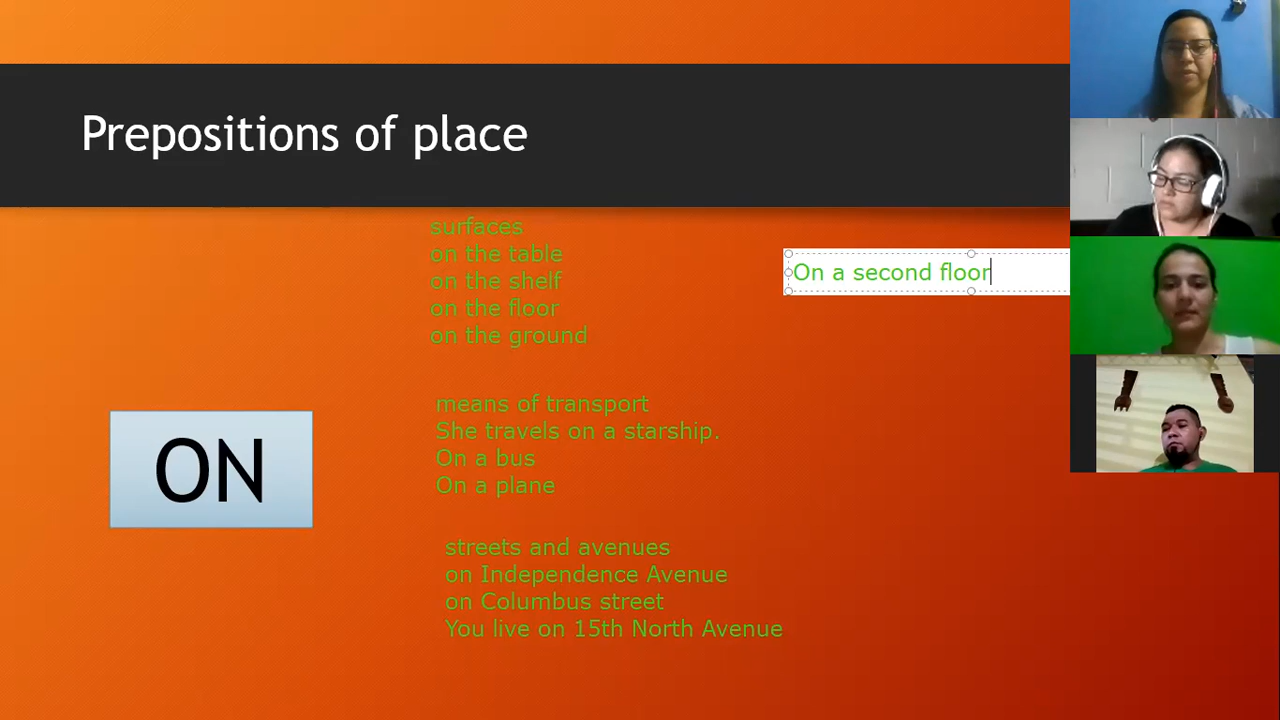 Prepositions of place
surfaces
on the table
on the shelf
on the floor
on the ground
On a second floor
means of transport
She travels on a starship.
On a bus
On a plane
ON
streets and avenues
on Independence Avenue
on Columbus street
You live on 15th North Avenue